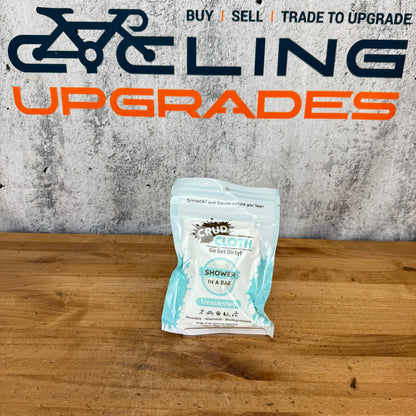 BUY | SELL | TRADE TO UPGRADE
CYCLING
UPGRADES
Smack! and Squish before you Tear!
CRUD
CLOTH
Go Get Dirty!
SHOWER
IN A BAG
Unscented